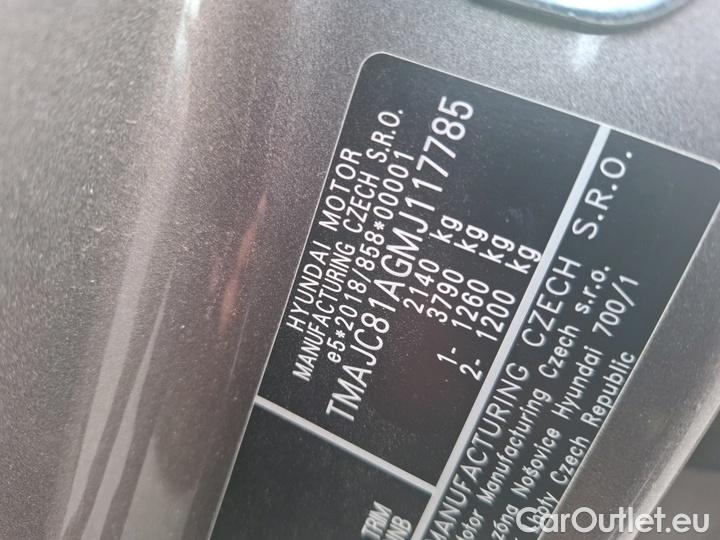 HYUNDAI MOTOR
MANUFACTURING CZECH S.R.O.
e5*2018/858*00001
TMAJC81AGMJ117785
2140 kg
3790 kg
1- 1260 kg
2- 1200 kg
MANUFACTURING CZECH S.R.O.
Motor Manufacturing Czech s.r.o.
zóna Nošovice Hyundai 700/1
Czech Republic
TRIM
CarOutlet.eu